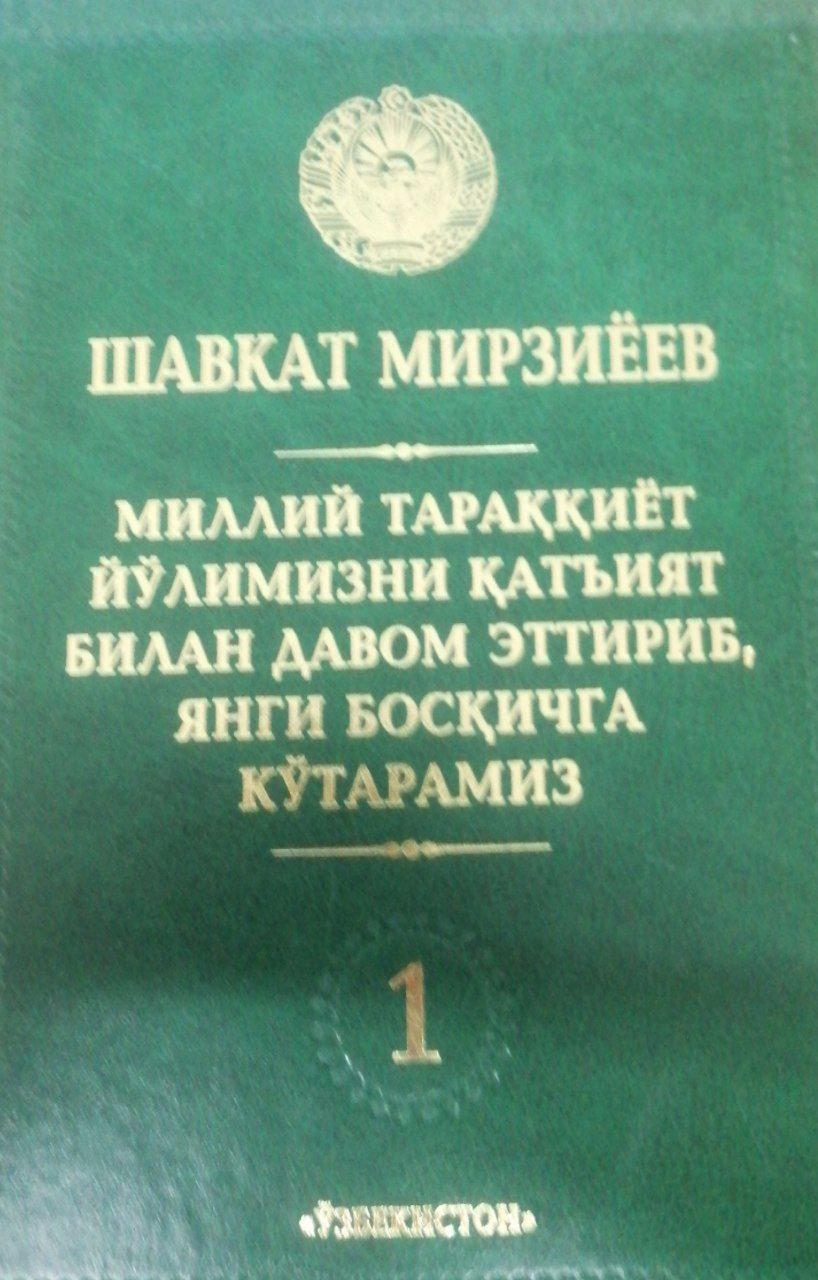 ШАВКАТ МИРЗИЁЕВ
МИЛЛИЙ ТАРАҚҚИЁТ
ЙЎЛИМИЗНИ ҚАТЪИЯТ
БИЛАН ДАВОМ ЭТТИРИБ,
ЯНГИ БОСҚИЧГА
КЎТАРАМИЗ
1
«ЎЗБЕКИСТОН»